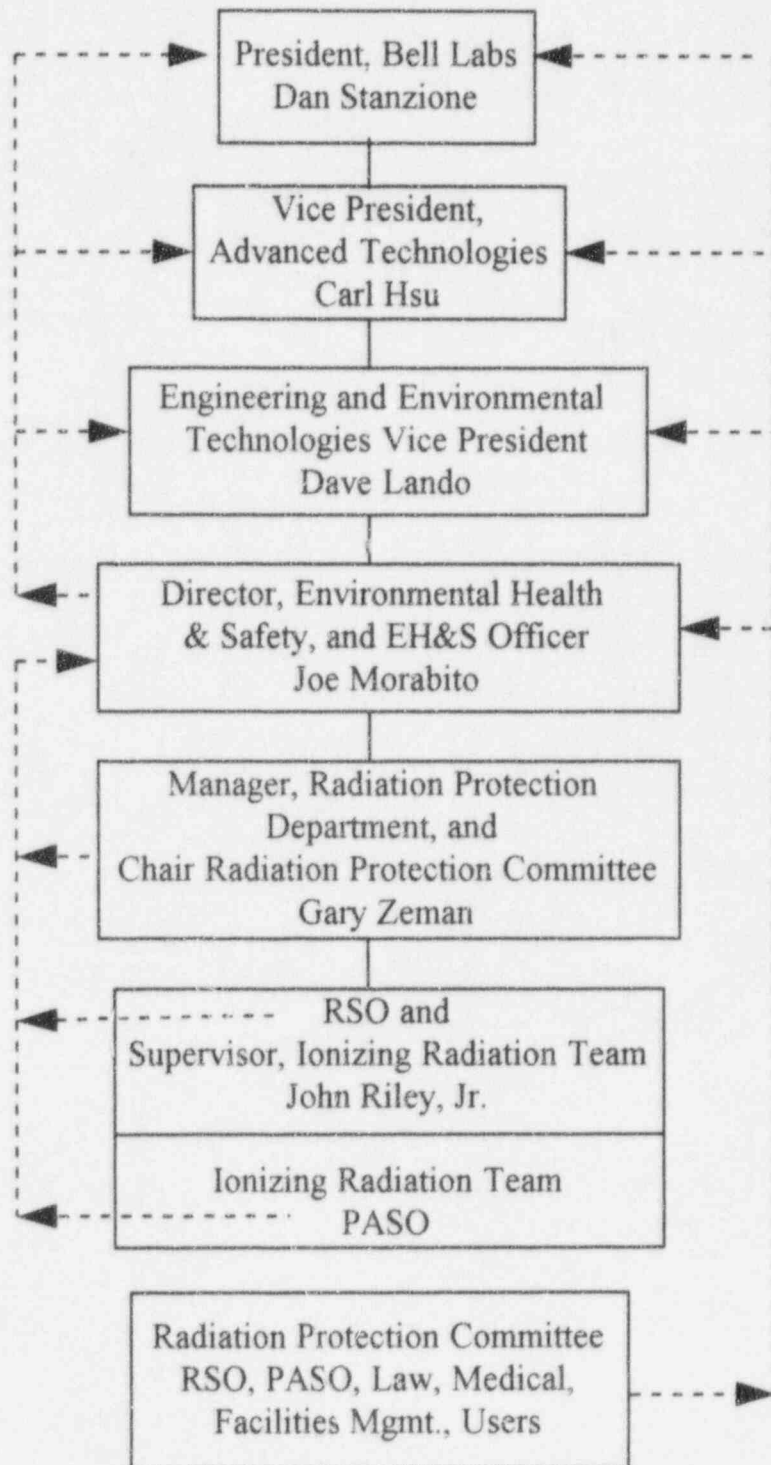 President, Bell Labs
Dan Stanzione
Vice President,
Advanced Technologies
Carl Hsu
Engineering and Environmental
Technologies Vice President
Dave Lando
Director, Environmental Health
& Safety, and EH&S Officer
Joe Morabito
Manager, Radiation Protection
Department, and
Chair Radiation Protection Committee
Gary Zeman
RSO and
Supervisor, Ionizing Radiation Team
John Riley, Jr.
Ionizing Radiation Team
PASO
Radiation Protection Committee
RSO, PASO, Law, Medical,
Facilities Mgmt., Users